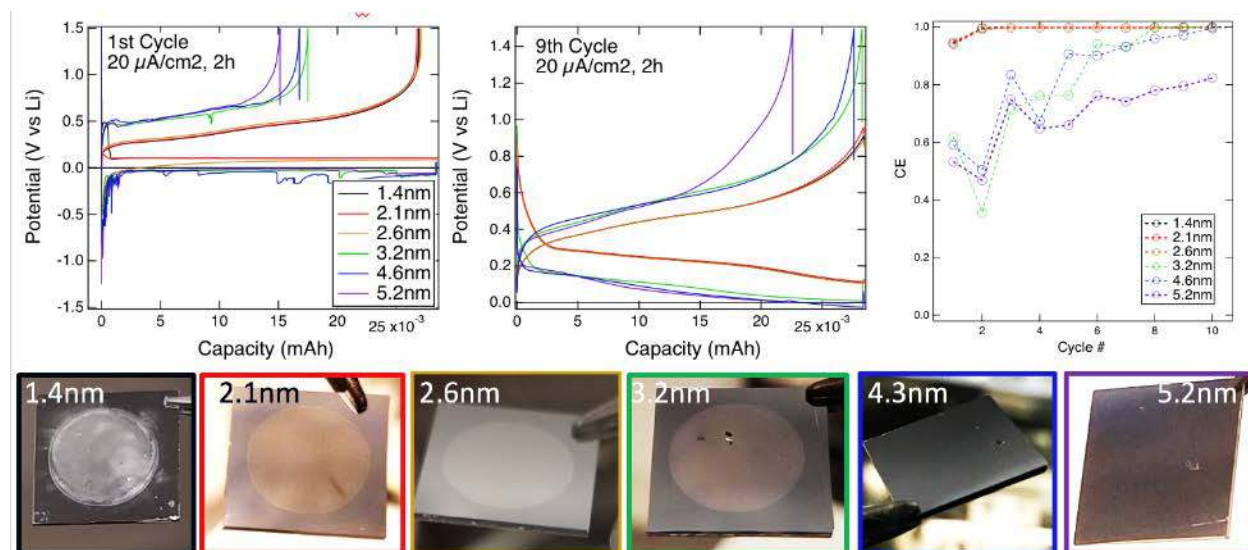 1st Cycle
20 µA/cm2, 2h
Potential (V vs Li)
1.5
1.0
0.5
0.0
-0.5
-1.0
-1.5
1.4nm
2.1nm
2.6nm
3.2nm
4.6nm
5.2nm
0
5
10
15
20
25 x10⁻³
Capacity (mAh)
9th Cycle
20 µA/cm2, 2h
Potential (V vs Li)
1.4
1.2
1.0
0.8
0.6
0.4
0.2
0.0
0
5
10
15
20
25 x10⁻³
Capacity (mAh)
CE
1.0
0.8
0.6
0.4
0.2
0.0
1.4nm
2.1nm
2.6nm
3.2nm
4.6nm
5.2nm
2
4
6
8
10
Cycle #
1.4nm
2.1nm
2.6nm
3.2nm
4.3nm
5.2nm